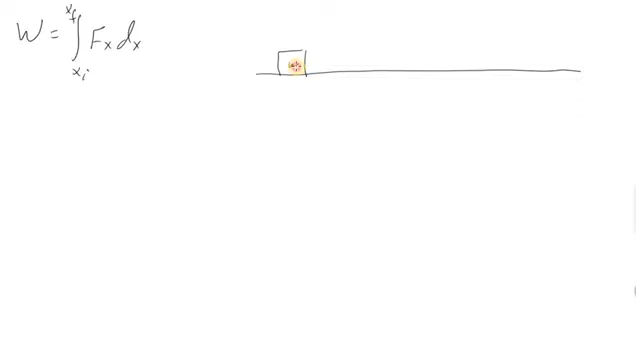 W = ∫_{x_i}^{x_f} F_x d_x